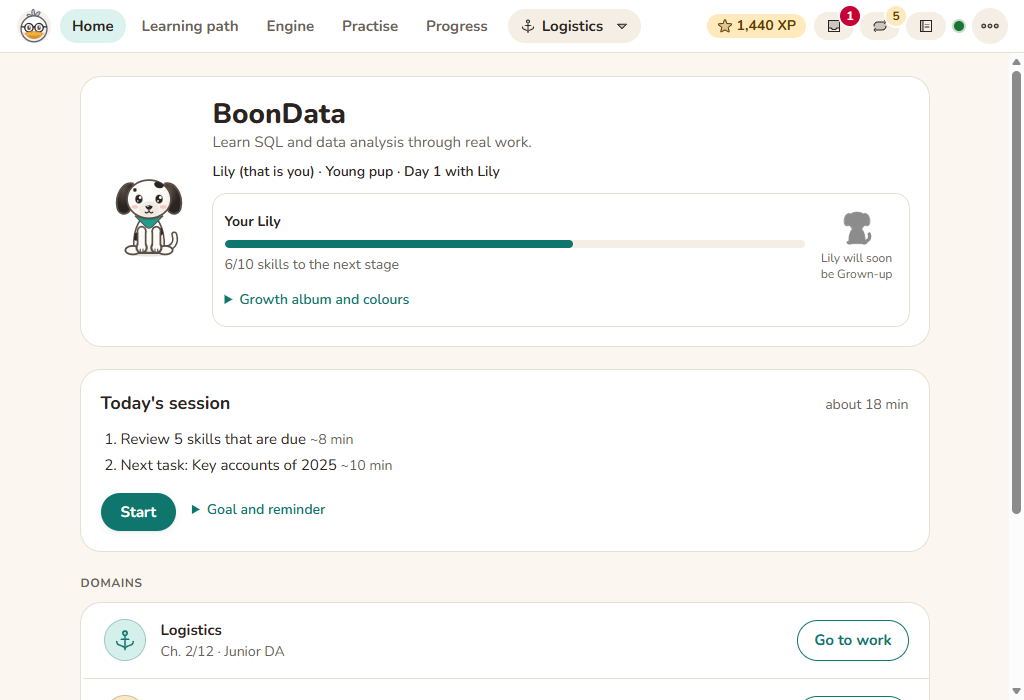 Home
Learning path
Engine
Practise
Progress
Logistics
1,440 XP
1
5
BoonData
Learn SQL and data analysis through real work.
Lily (that is you) · Young pup · Day 1 with Lily
Your Lily
6/10 skills to the next stage
Lily will soon
be Grown-up
Growth album and colours
Today's session
about 18 min
1. Review 5 skills that are due ~8 min
2. Next task: Key accounts of 2025 ~10 min
Start
Goal and reminder
DOMAINS
Logistics
Ch. 2/12 · Junior DA
Go to work